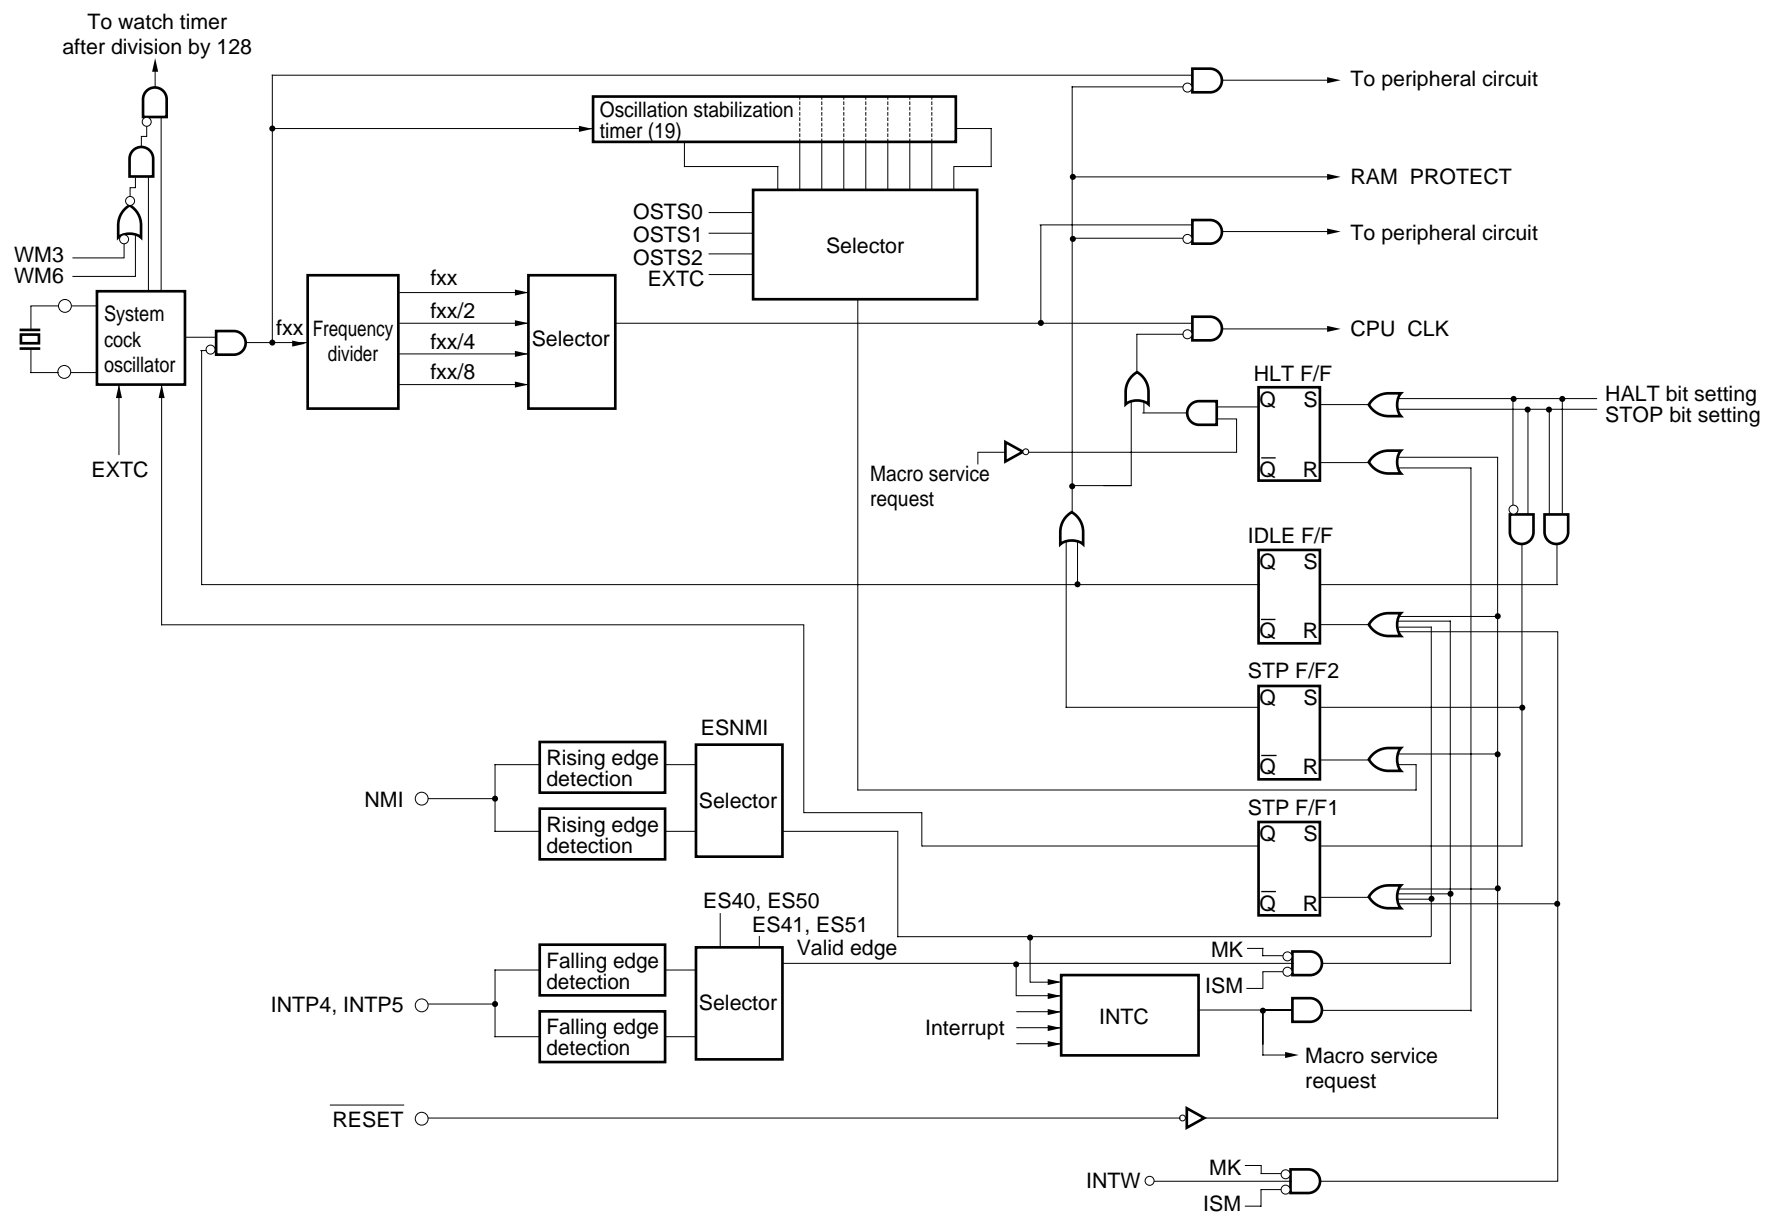 To watch timer
after division by 128
To peripheral circuit
Oscillation stabilization
timer (19)
RAM PROTECT
OSTS0
OSTS1
OSTS2
EXTC
Selector
To peripheral circuit
WM3
WM6
System
cock
oscillator
fxx
Frequency
divider
fxx
fxx/2
fxx/4
fxx/8
Selector
CPU CLK
EXTC
HLT F/F
Q S
Q R
HALT bit setting
STOP bit setting
Macro service
request
IDLE F/F
Q S
Q R
STP F/F2
Q S
Q R
ESNMI
NMI
Rising edge
detection
Rising edge
detection
Selector
STP F/F1
Q S
Q R
ES40, ES50
ES41, ES51
Valid edge
INTP4, INTP5
Falling edge
detection
Falling edge
detection
Selector
MK
ISM
Interrupt
INTC
Macro service
request
RESET
INTW
MK
ISM